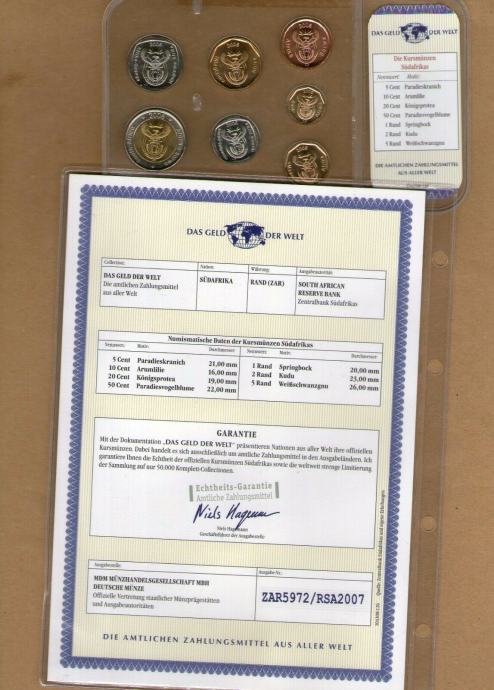 DAS GELD DER WELT
Die Kursmünzen
Südafrikas
Nennwert: Motiv:
5 Cent Paradieskranich
10 Cent Arumlilie
20 Cent Königsprotea
50 Cent Paradiesvogelblume
1 Rand Springbock
2 Rand Kudu
5 Rand Weißschwanzgnu
DIE AMTLICHEN ZAHLUNGSMITTEL
AUS ALLER WELT
DAS GELD DER WELT
Collection: Nation: Währung: Ausgabeautorität:
DAS GELD DER WELT SÜDAFRIKA RAND (ZAR) SOUTH AFRICAN
Die amtlichen Zahlungsmittel RESERVE BANK
aus aller Welt Zentralbank Südafrikas
Numismatische Daten der Kursmünzen Südafrikas
Nennwert: Motiv: Durchmesser: Nennwert: Motiv: Durchmesser:
5 Cent Paradieskranich 21,00 mm 1 Rand Springbock 20,00 mm
10 Cent Arumlilie 16,00 mm 2 Rand Kudu 23,00 mm
20 Cent Königsprotea 19,00 mm 5 Rand Weißschwanzgnu 26,00 mm
50 Cent Paradiesvogelblume 22,00 mm
GARANTIE
Mit der Dokumentation „DAS GELD DER WELT“ präsentieren Nationen aus aller Welt ihre offiziellen
Kursmünzen. Dabei handelt es sich ausschließlich um amtliche Zahlungsmittel in den Ausgabeländern. Ich
garantiere Ihnen die Echtheit der offiziellen Kursmünzen Südafrikas sowie die weltweit strenge Limitierung
der Sammlung auf nur 50.000 Komplett-Collectionen.
Echtheits-Garantie
Amtliche Zahlungsmittel
Niels Hagemann
Geschäftsführer der Ausgabestelle
Ausgabestelle: Ausgabe-Nr.:
MDM MÜNZHANDELSGESELLSCHAFT MBH
DEUTSCHE MÜNZE
Offizielle Vertretung staatlicher Münzprägestätten
und Ausgabeautoritäten
ZAR5972/RSA2007
DIE AMTLICHEN ZAHLUNGSMITTEL AUS ALLER WELT